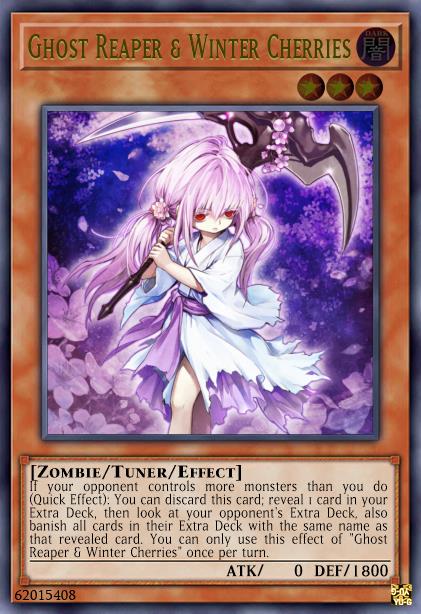 Ghost Reaper & Winter Cherries
DARK
闇
[Zombie/Tuner/Effect]
If your opponent controls more monsters than you do
(Quick Effect): You can discard this card; reveal 1 card in your
Extra Deck, then look at your opponent's Extra Deck, also
banish all cards in their Extra Deck with the same name as
that revealed card. You can only use this effect of "Ghost
Reaper & Winter Cherries" once per turn.
ATK/ 0 DEF/1800
62015408